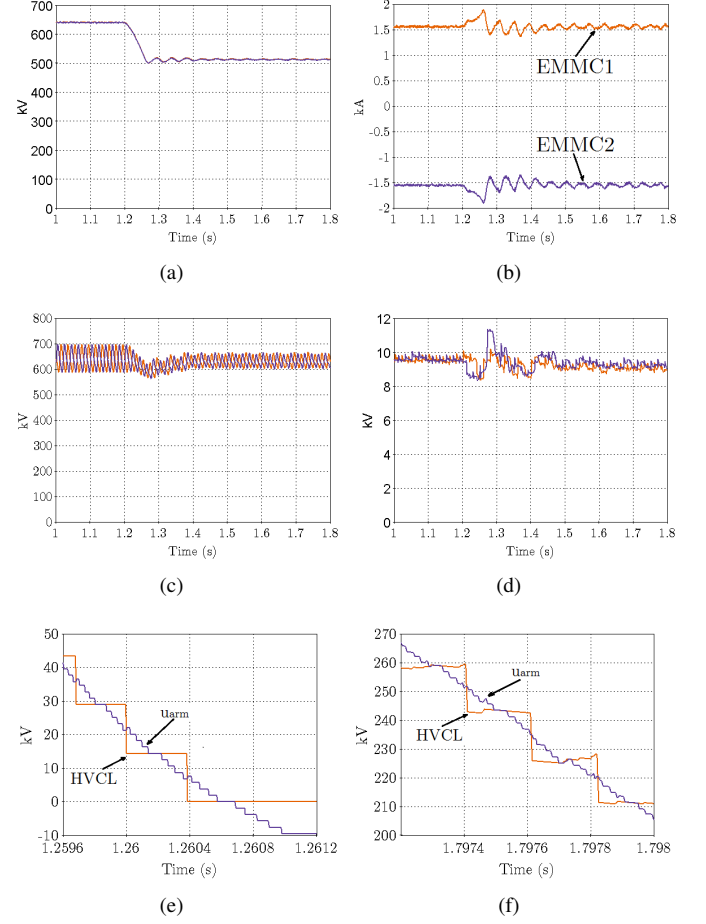 700
600
500
400
300
200
100
0
kV
1 1.1 1.2 1.3 1.4 1.5 1.6 1.7 1.8
Time (s)
(a)
2
1.5
1
0.5
0
-0.5
-1
-1.5
-2
kA
EMMC1
EMMC2
1 1.1 1.2 1.3 1.4 1.5 1.6 1.7 1.8
Time (s)
(b)
800
700
600
500
400
300
200
100
0
kV
1 1.1 1.2 1.3 1.4 1.5 1.6 1.7 1.8
Time (s)
(c)
12
10
8
6
4
2
0
kV
1 1.1 1.2 1.3 1.4 1.5 1.6 1.7 1.8
Time (s)
(d)
50
40
30
20
10
0
-10
kV
uarm
HVCL
1.2596 1.26 1.2604 1.2608 1.2612
Time (s)
(e)
270
260
240
230
220
210
200
kV
uarm
HVCL
1.7974 1.7976 1.7978 1.798
Time (s)
(f)